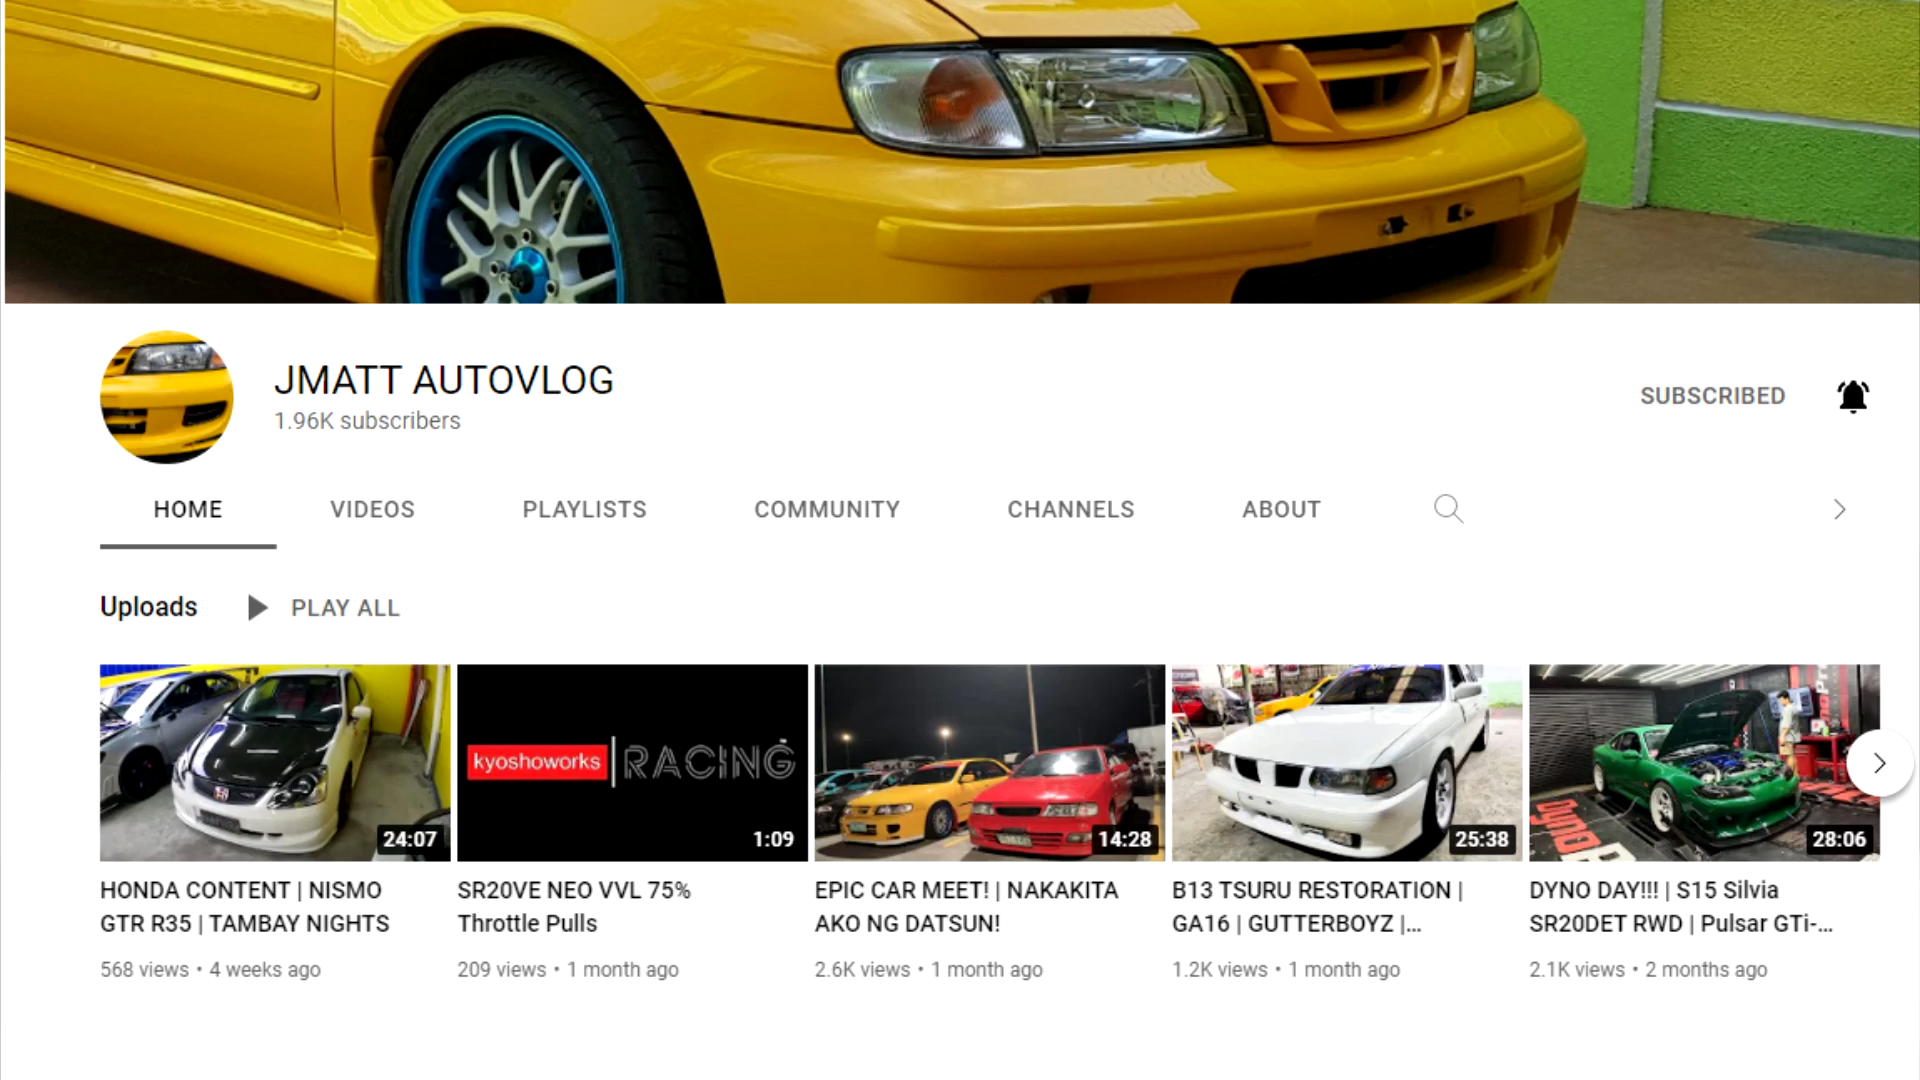 JMATT AUTOVLOG
1.96K subscribers
SUBSCRIBED
HOME VIDEOS PLAYLISTS COMMUNITY CHANNELS ABOUT
Uploads PLAY ALL
kyoshoworks RACING
Dyno
24:07
1:09
14:28
25:38
28:06
HONDA CONTENT | NISMO
GTR R35 | TAMBAY NIGHTS
568 views • 4 weeks ago
SR20VE NEO VVL 75%
Throttle Pulls
209 views • 1 month ago
EPIC CAR MEET! | NAKAKITA
AKO NG DATSUN!
2.6K views • 1 month ago
B13 TSURU RESTORATION |
GA16 | GUTTERBOYZ |...
1.2K views • 1 month ago
DYNO DAY!!! | S15 Silvia
SR20DET RWD | Pulsar GTi-...
2.1K views • 2 months ago